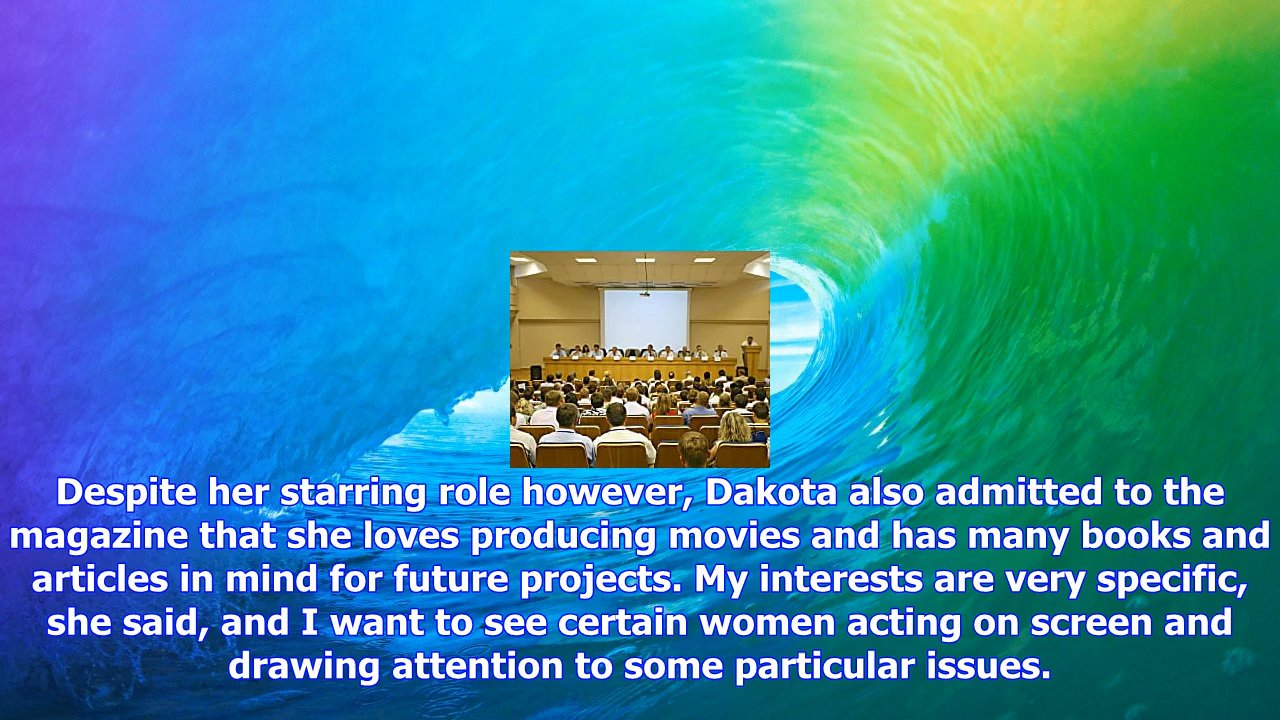 Despite her starring role however, Dakota also admitted to the
magazine that she loves producing movies and has many books and
articles in mind for future projects. My interests are very specific,
she said, and I want to see certain women acting on screen and
drawing attention to some particular issues.